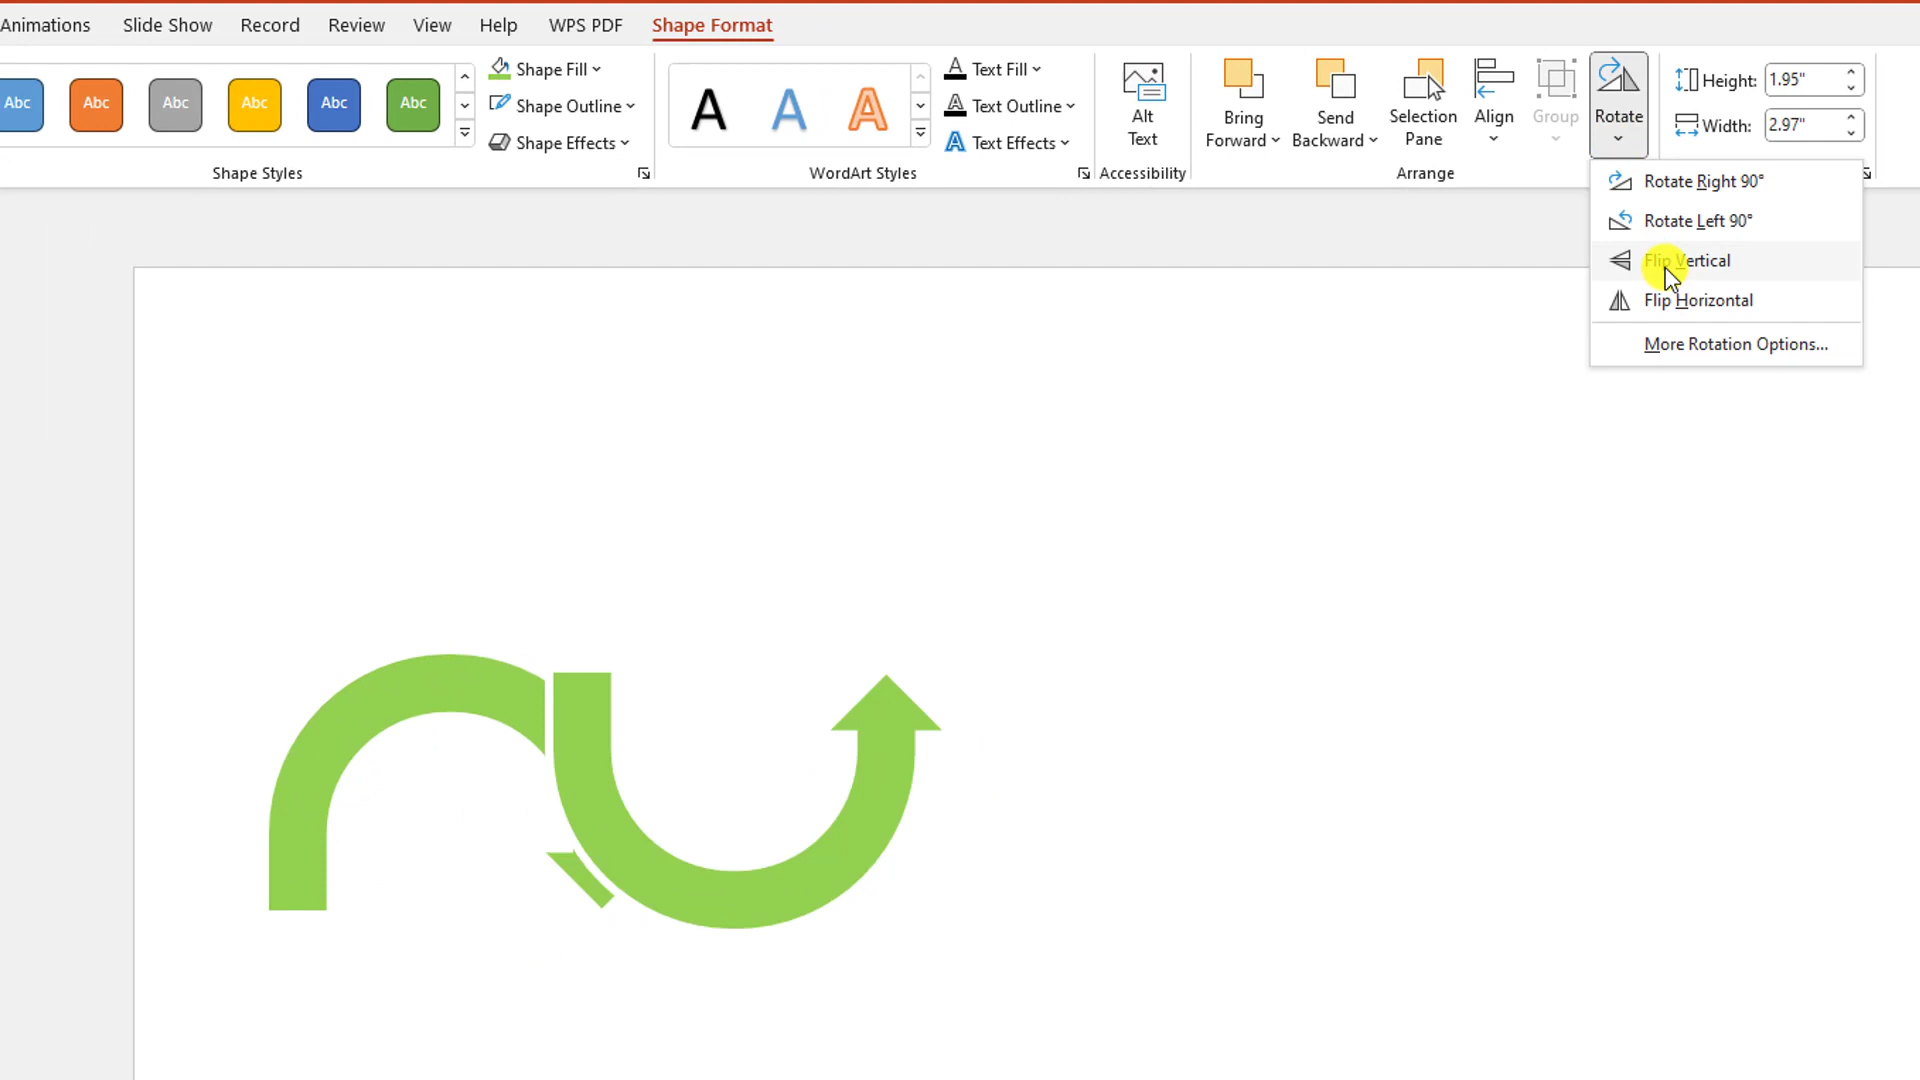 Animations Slide Show Record Review View Help WPS PDF Shape Format
Abc Abc Abc Abc Abc Abc
Shape Fill
Shape Outline
Shape Effects
Shape Styles
A A A
Text Fill
Text Outline
Text Effects
WordArt Styles
Alt
Text
Accessibility
Bring
Forward
Send
Backward
Selection
Pane
Align
Group
Rotate
Arrange
Height: 1.95"
Width: 2.97"
Rotate Right 90°
Rotate Left 90°
Flip Vertical
Flip Horizontal
More Rotation Options...